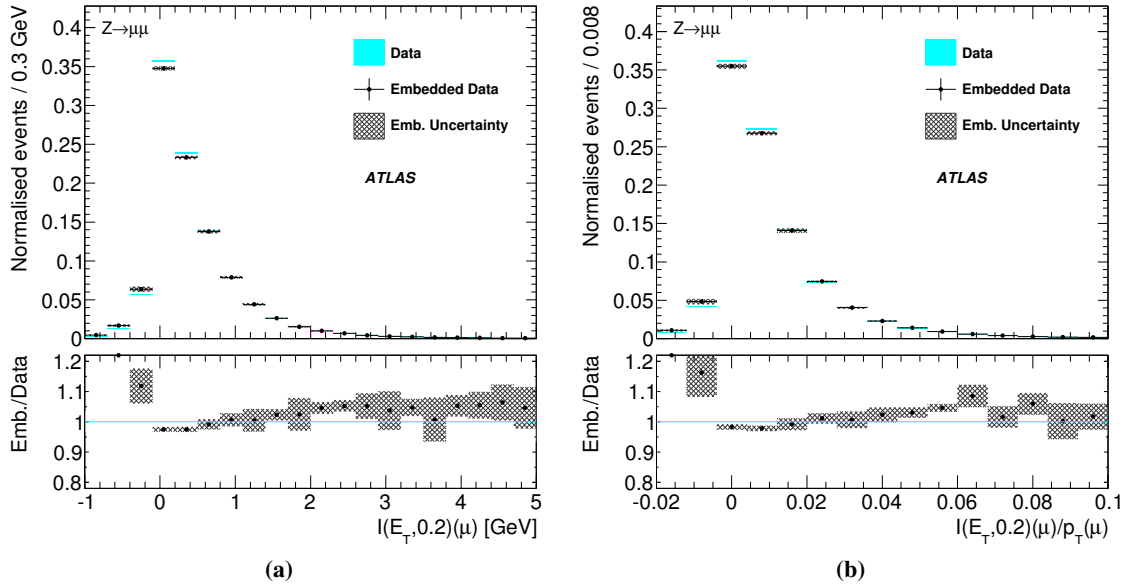 Z→μμ
Data
Embedded Data
Emb. Uncertainty
ATLAS
Normalised events / 0.3 GeV
0.4
0.35
0.3
0.25
0.2
0.15
0.1
0.05
0
Emb./Data
1.2
1.1
1
0.9
0.8
-1 0 1 2 3 4 5
I(E_T,0.2)(μ) [GeV]
(a)
Z→μμ
Data
Embedded Data
Emb. Uncertainty
ATLAS
Normalised events / 0.008
0.4
0.35
0.3
0.25
0.2
0.15
0.1
0.05
0
Emb./Data
1.2
1.1
1
0.9
0.8
-0.02 0 0.02 0.04 0.06 0.08 0.1
I(E_T,0.2)(μ)/p_T(μ)
(b)